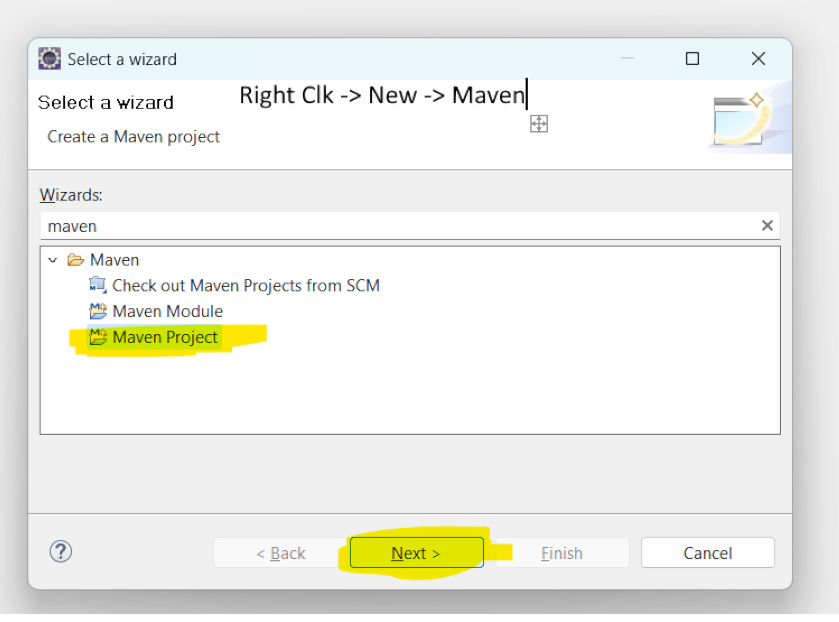 Select a wizard
Select a wizard
Right Clk -> New -> Maven
Create a Maven project
Wizards:
maven
Maven
Check out Maven Projects from SCM
Maven Module
Maven Project
< Back
Next >
Finish
Cancel